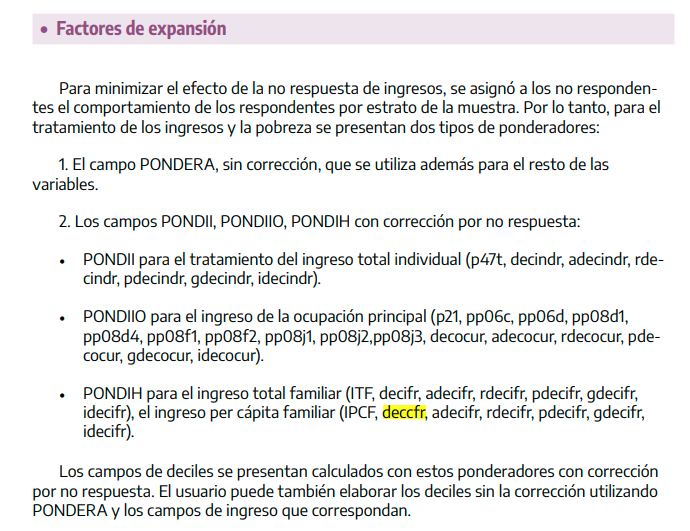 • Factores de expansión
Para minimizar el efecto de la no respuesta de ingresos, se asignó a los no responden-
tes el comportamiento de los respondentes por estrato de la muestra. Por lo tanto, para el
tratamiento de los ingresos y la pobreza se presentan dos tipos de ponderadores:
1. El campo PONDERA, sin corrección, que se utiliza además para el resto de las
variables.
2. Los campos PONDII, PONDIIO, PONDIH con corrección por no respuesta:
• PONDII para el tratamiento del ingreso total individual (p47t, decindr, adecindr, rde-
cindr, pdecindr, gdecindr, idecindr).
• PONDIIO para el ingreso de la ocupación principal (p21, pp06c, pp06d, pp08d1,
pp08d4, pp08f1, pp08f2, pp08j1, pp08j2,pp08j3, decocur, adecocur, rdecocur, pde-
cocur, gdecocur, idecocur).
• PONDIH para el ingreso total familiar (ITF, decifr, adecifr, rdecifr, pdecifr, gdecifr,
idecifr), el ingreso per cápita familiar (IPCF, deccfr, adecifr, rdecifr, pdecifr, gdecifr,
idecifr).
Los campos de deciles se presentan calculados con estos ponderadores con corrección
por no respuesta. El usuario puede también elaborar los deciles sin la corrección utilizando
PONDERA y los campos de ingreso que correspondan.